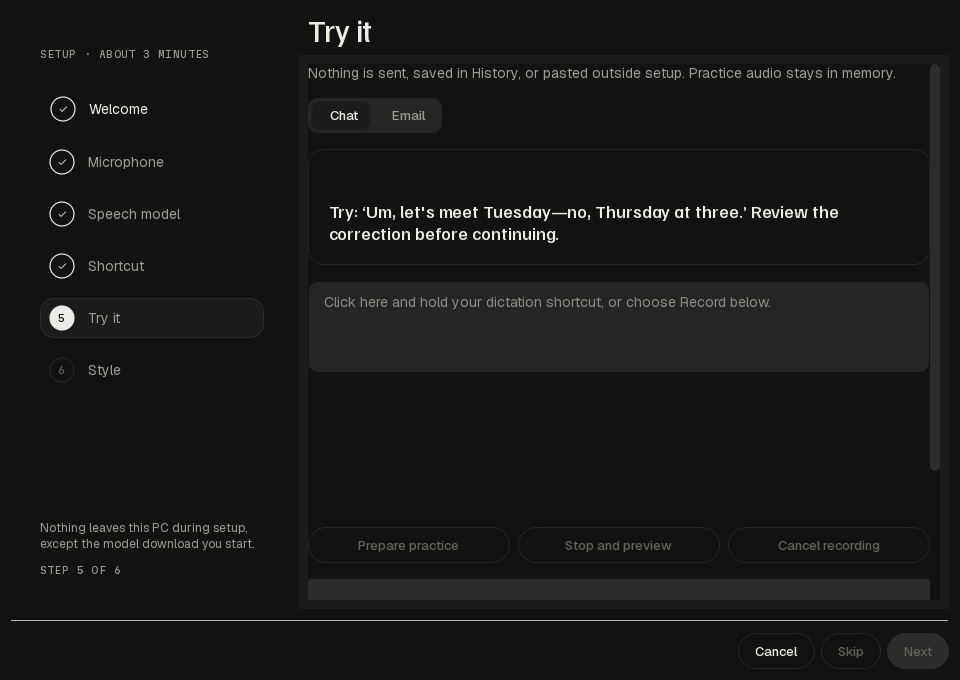 Try it
SETUP · ABOUT 3 MINUTES
Welcome
Microphone
Speech model
Shortcut
5 Try it
6 Style
Nothing leaves this PC during setup,
except the model download you start.
STEP 5 OF 6
Nothing is sent, saved in History, or pasted outside setup. Practice audio stays in memory.
Chat Email
Try: ‘Um, let's meet Tuesday—no, Thursday at three.’ Review the
correction before continuing.
Click here and hold your dictation shortcut, or choose Record below.
Prepare practice Stop and preview Cancel recording
Cancel Skip Next